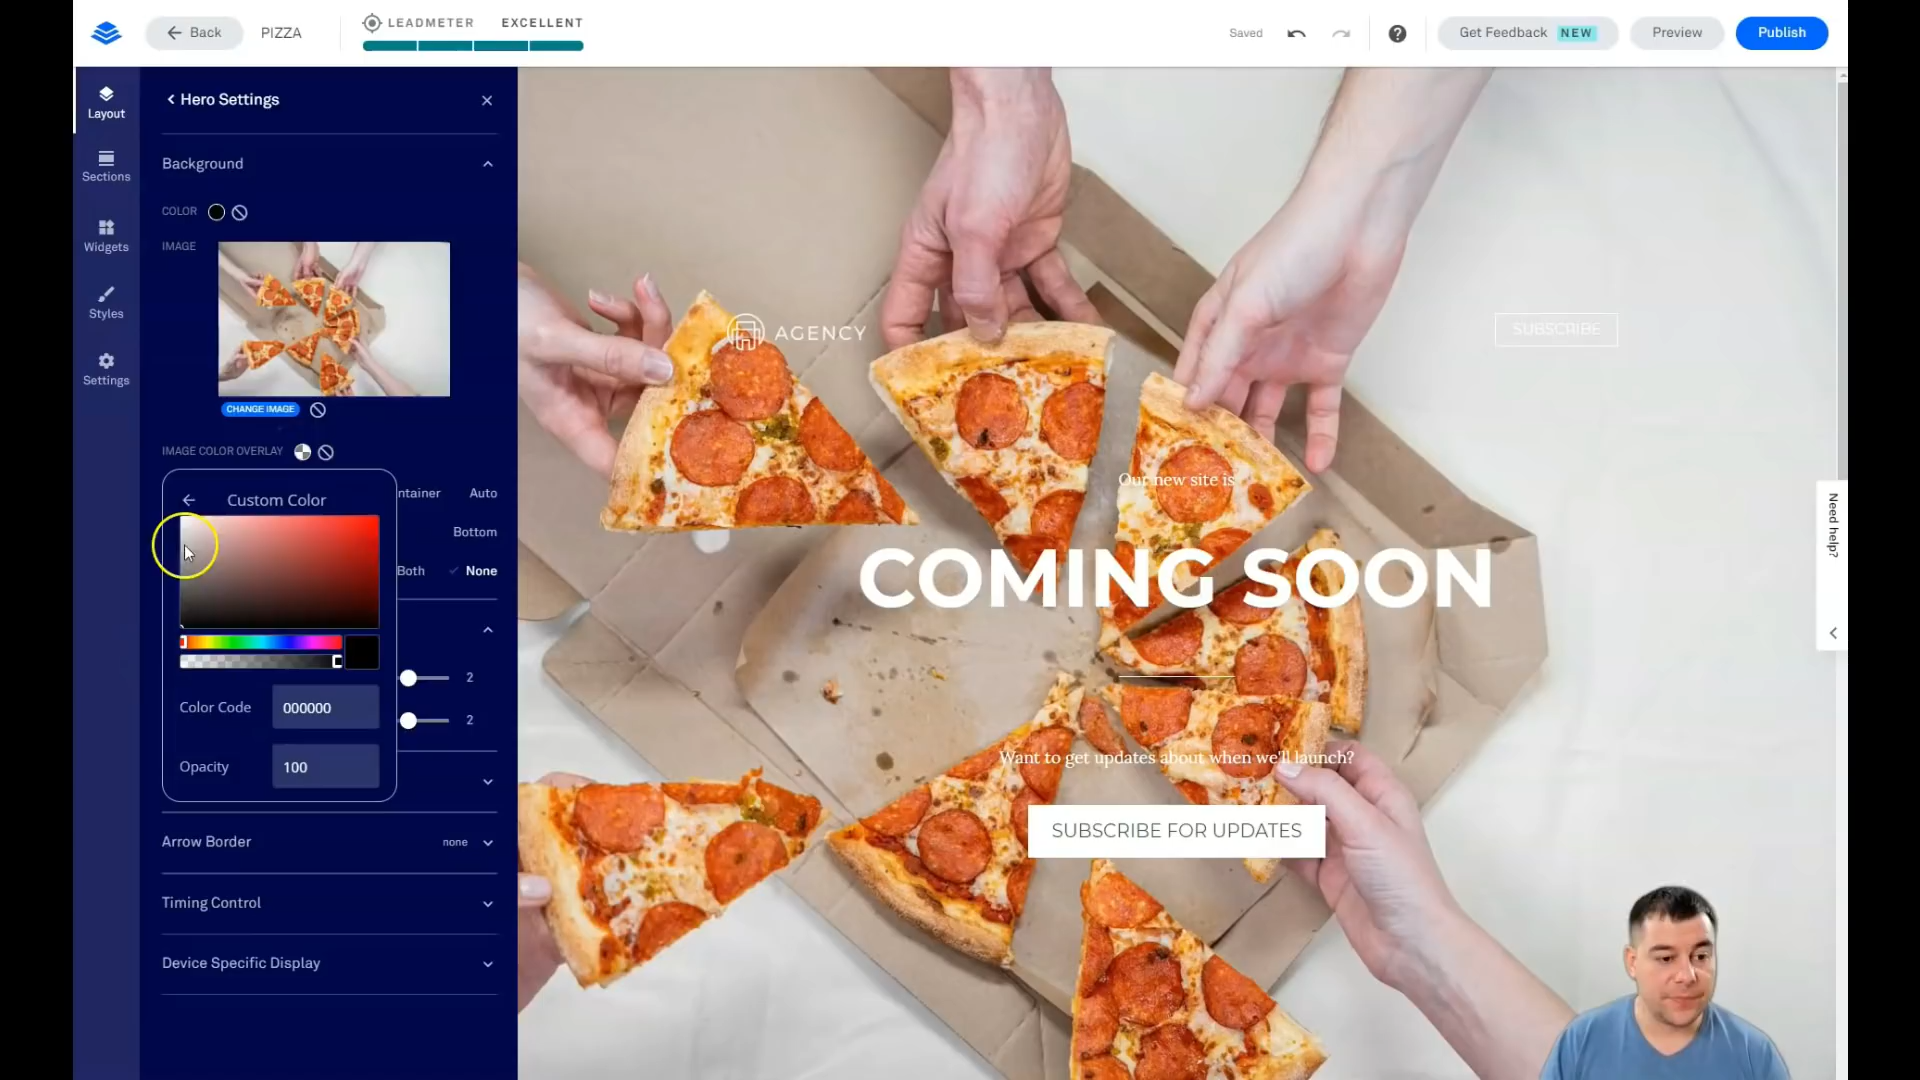 Back
PIZZA
LEADMETER EXCELLENT
Saved
Get Feedback NEW
Preview
Publish
Layout
Sections
Widgets
Styles
Settings
Hero Settings
Background
COLOR
IMAGE
CHANGE IMAGE
IMAGE COLOR OVERLAY
Custom Color
ntainer Auto
Bottom
Both None
2
2
Color Code 000000
Opacity 100
Arrow Border none
Timing Control
Device Specific Display
AGENCY
SUBSCRIBE
Our new site is
COMING SOON
Want to get updates about when we'll launch?
SUBSCRIBE FOR UPDATES
Need help?